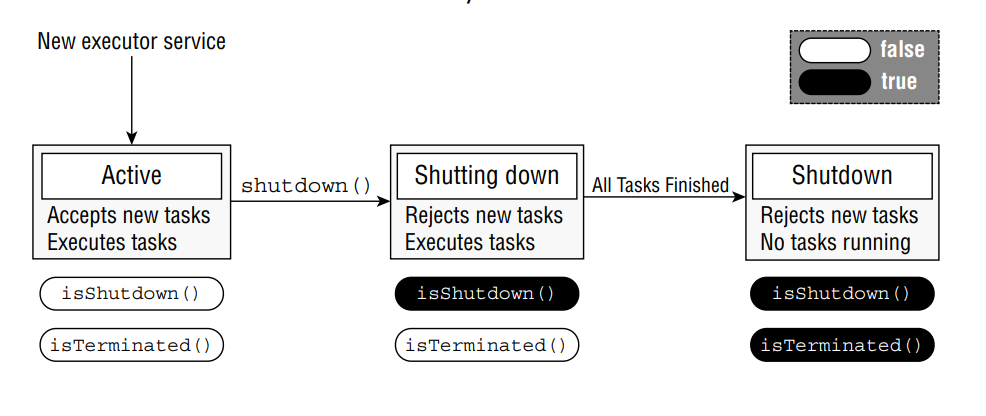 New executor service
false
true
Active
Accepts new tasks
Executes tasks
isShutdown()
isTerminated()
shutdown()
Shutting down
Rejects new tasks
Executes tasks
isShutdown()
isTerminated()
All Tasks Finished
Shutdown
Rejects new tasks
No tasks running
isShutdown()
isTerminated()